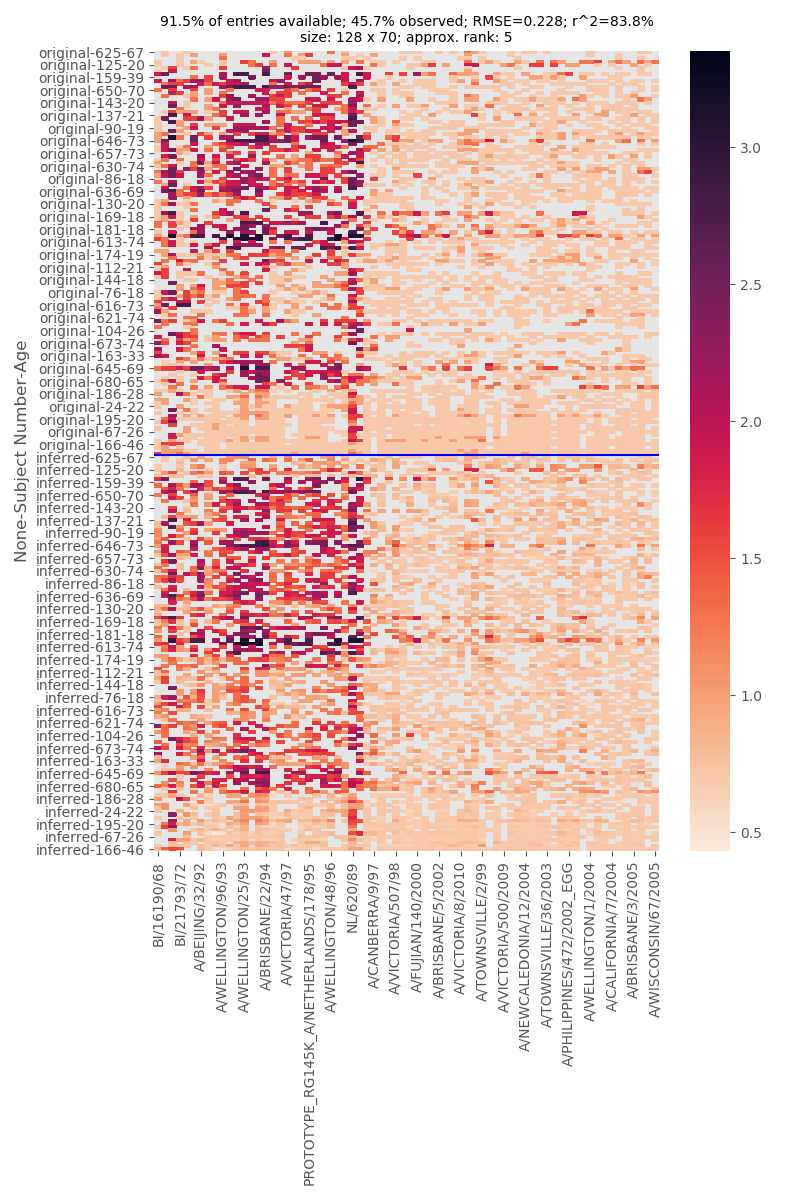 91.5% of entries available; 45.7% observed; RMSE=0.228; r^2=83.8%
size: 128 x 70; approx. rank: 5
None-Subject Number-Age
original-625-67
original-125-20
original-159-39
original-650-70
original-143-20
original-137-21
original-90-19
original-646-73
original-657-73
original-630-74
original-86-18
original-636-69
original-130-20
original-169-18
original-181-18
original-613-74
original-174-19
original-112-21
original-144-18
original-76-18
original-616-73
original-621-74
original-104-26
original-673-74
original-163-33
original-645-69
original-680-65
original-186-28
original-24-22
original-195-20
original-67-26
original-166-46
inferred-625-67
inferred-125-20
inferred-159-39
inferred-650-70
inferred-143-20
inferred-137-21
inferred-90-19
inferred-646-73
inferred-657-73
inferred-630-74
inferred-86-18
inferred-636-69
inferred-130-20
inferred-169-18
inferred-181-18
inferred-613-74
inferred-174-19
inferred-112-21
inferred-144-18
inferred-76-18
inferred-616-73
inferred-621-74
inferred-104-26
inferred-673-74
inferred-163-33
inferred-645-69
inferred-680-65
inferred-186-28
inferred-24-22
inferred-195-20
inferred-67-26
inferred-166-46
BI/16190/68
BI/21793/72
A/BEIJING/32/92
A/WELLINGTON/96/93
A/WELLINGTON/25/93
A/BRISBANE/22/94
A/VICTORIA/47/97
PROTOTYPE_RG145K_A/NETHERLANDS/178/95
A/WELLINGTON/48/96
NL/620/89
A/CANBERRA/9/97
A/VICTORIA/507/98
A/FUJIAN/140/2000
A/BRISBANE/5/2002
A/VICTORIA/8/2010
A/TOWNSVILLE/2/99
A/VICTORIA/500/2009
A/NEWCALEDONIA/12/2004
A/TOWNSVILLE/36/2003
A/PHILIPPINES/472/2002_EGG
A/WELLINGTON/1/2004
A/CALIFORNIA/7/2004
A/BRISBANE/3/2005
A/WISCONSIN/67/2005
3.0
2.5
2.0
1.5
1.0
0.5